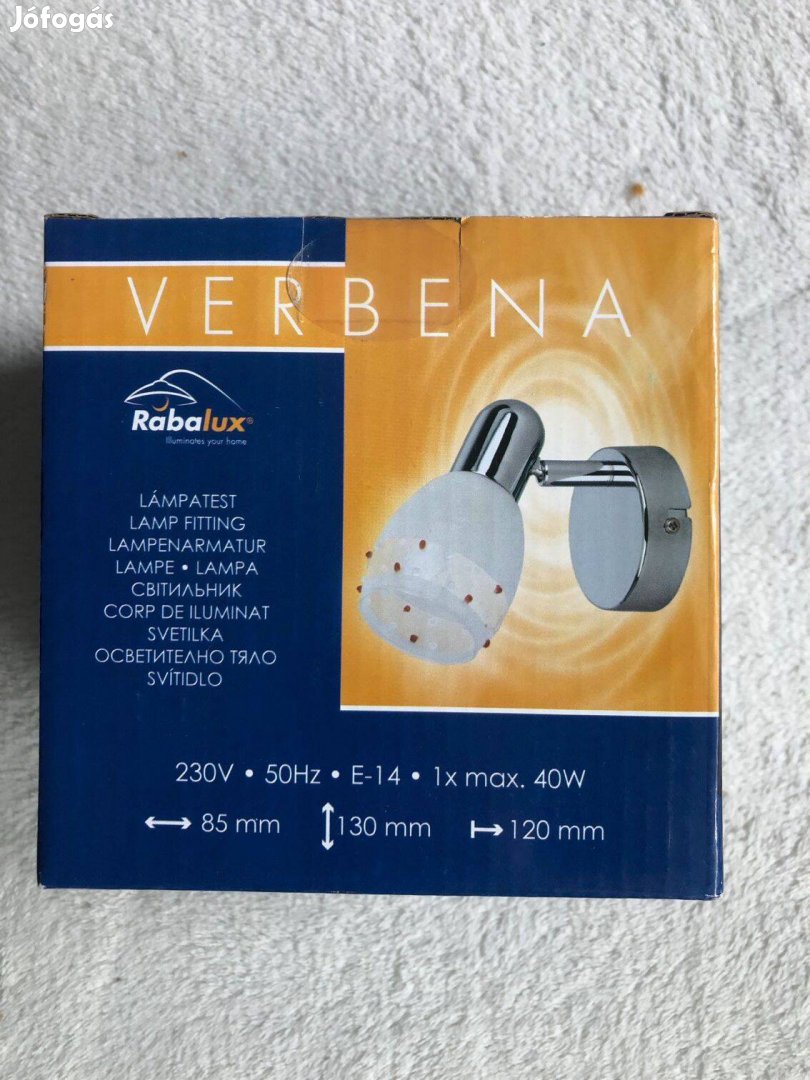 Jófogás
VERBENA
Rábalux®
Illuminates your home
LÁMPATEST
LAMP FITTING
LAMPENARMATUR
LAMPE • LAMPA
СВІТИЛЬНИК
CORP DE ILUMINAT
SVETILKA
ОСВЕТИТЕЛНО ТЯЛО
SVÍTIDLO
230V • 50Hz • E-14 • 1x max. 40W
85 mm 130 mm 120 mm